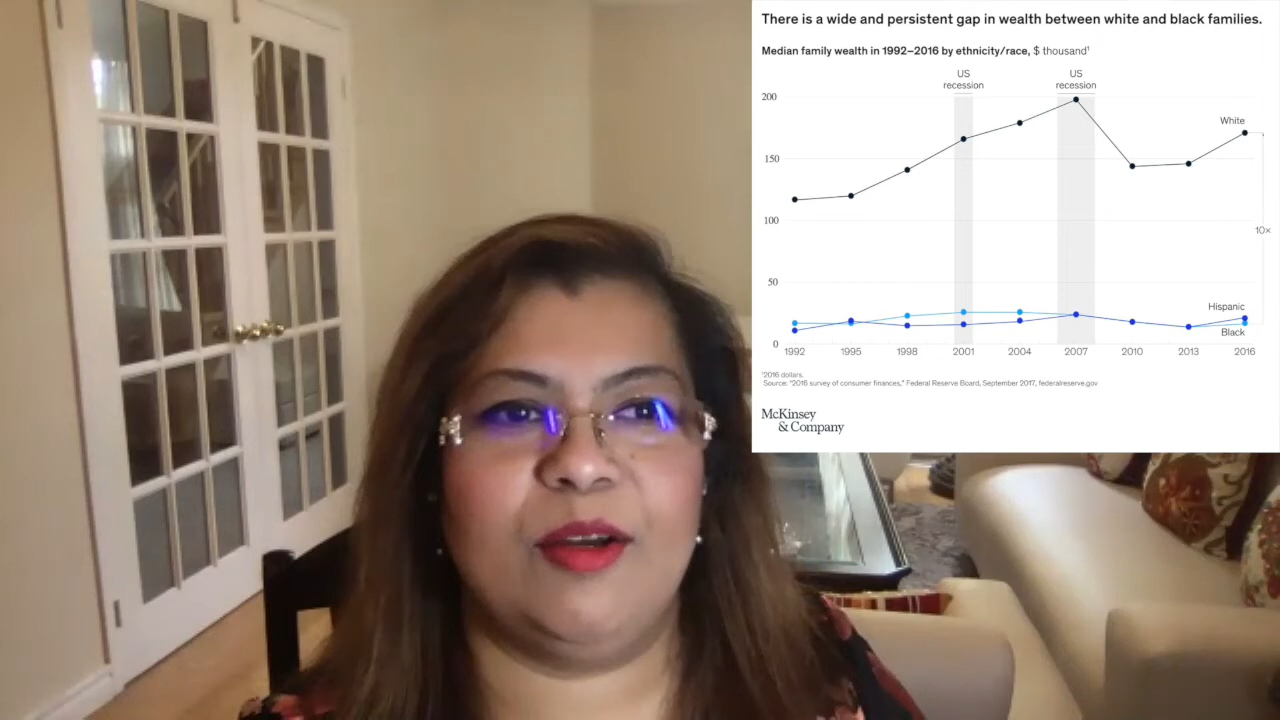 There is a wide and persistent gap in wealth between white and black families.
Median family wealth in 1992–2016 by ethnicity/race, $ thousand¹
US recession
US recession
200
White
150
100
10×
50
Hispanic
Black
0
1992 1995 1998 2001 2004 2007 2010 2013 2016
¹2016 dollars.
Source: "2016 survey of consumer finances," Federal Reserve Board, September 2017, federalreserve.gov
McKinsey
& Company